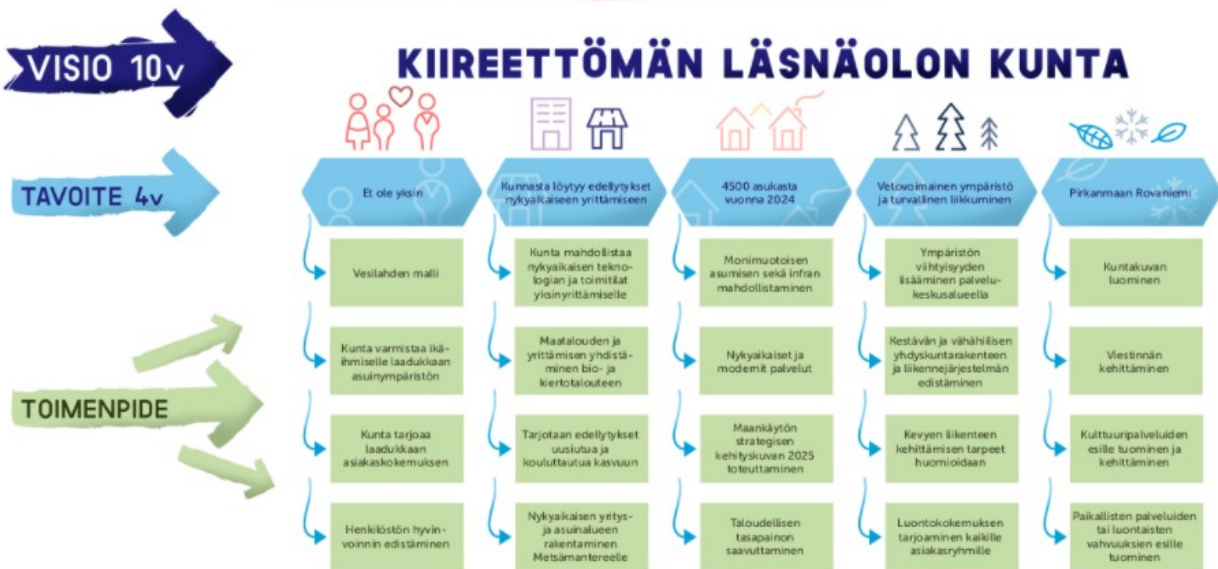 VISIO 10v
KIIREETTÖMÄN LÄSNÄOLON KUNTA
TAVOITE 4v
Et ole yksin
Kunnasta löytyy edellytykset
nykyaikaiseen yrittämiseen
4500 asukasta
vuonna 2024
Vetovoimainen ympäristö
ja turvallinen liikkuminen
Pirkanmaan Rovaniemi
TOIMENPIDE
Vesilahden malli
Kunta mahdollistaa
nykyaikaisen tekno-
logian ja toimitilat
yksinyrittämiselle
Monimuotoisen
asumisen sekä infran
mahdollistaminen
Ympäristön
viihtyisyyden
lisääminen palvelu-
keskusalueella
Kuntakuvan
luominen
Kunta varmistaa ikä-
ihmiselle laadukkaan
asuinympäristön
Maatalouden ja
yrittämisen yhdistä-
minen bio- ja
kiertotalouteen
Nykyaikaiset ja
modernit palvelut
Kestävän ja vähähiilisen
yhdyskuntarakenteen
ja liikennejärjestelmän
edistäminen
Viestinnän
kehittäminen
Kunta tarjoaa
laadukkaan
asiakaskokemuksen
Tarjotaan edellytykset
uusiutua ja
kouluttautua kasvuun
Maankäytön
strategisen
kehityskuvan 2025
toteuttaminen
Kevyen liikenteen
kehittämisen tarpeet
huomioidaan
Kulttuuripalveluiden
esille tuominen ja
kehittäminen
Henkilöstön hyvin-
voinnin edistäminen
Nykyaikaisen yritys-
ja asuinalueen
rakentaminen
Metsämantereelle
Taloudellisen
tasapainon
saavuttaminen
Luontokokemuksen
tarjoaminen kaikille
asiakasryhmille
Paikallisten palveluiden
tai luontaisten
vahvuuksien esille
tuominen